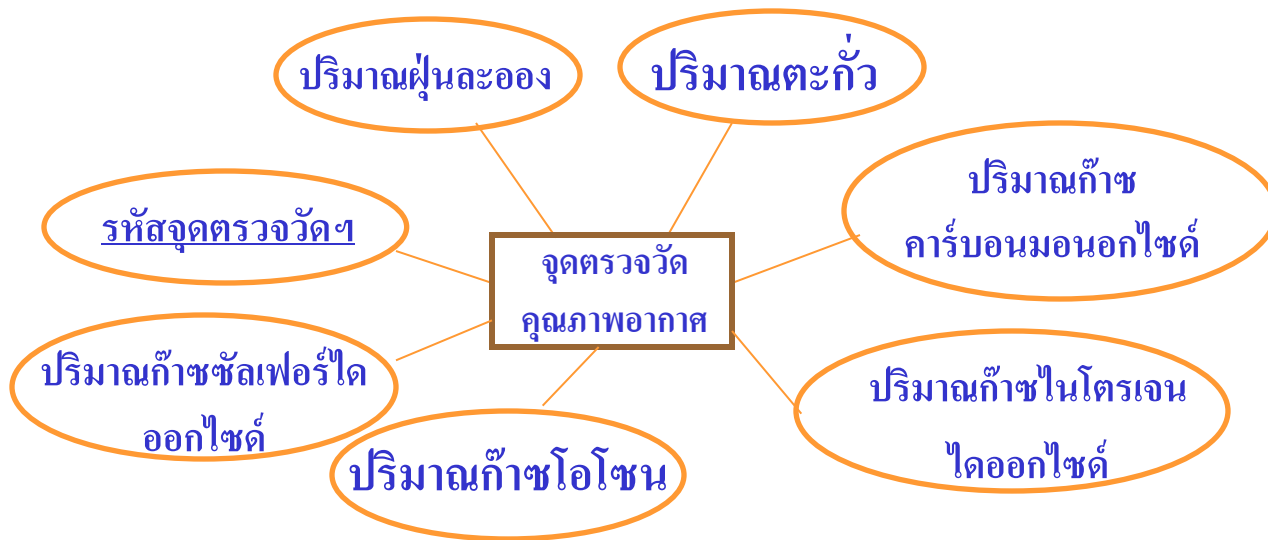 ปริมาณฝุ่นละออง
ปริมาณตะกั่ว
ปริมาณก๊าซ
คาร์บอนมอนอกไซด์
รหัสจุดตรวจวัดฯ
จุดตรวจวัด
คุณภาพอากาศ
ปริมาณก๊าซซัลเฟอร์ได
ออกไซด์
ปริมาณก๊าซไนโตรเจน
ไดออกไซด์
ปริมาณก๊าซโอโซน